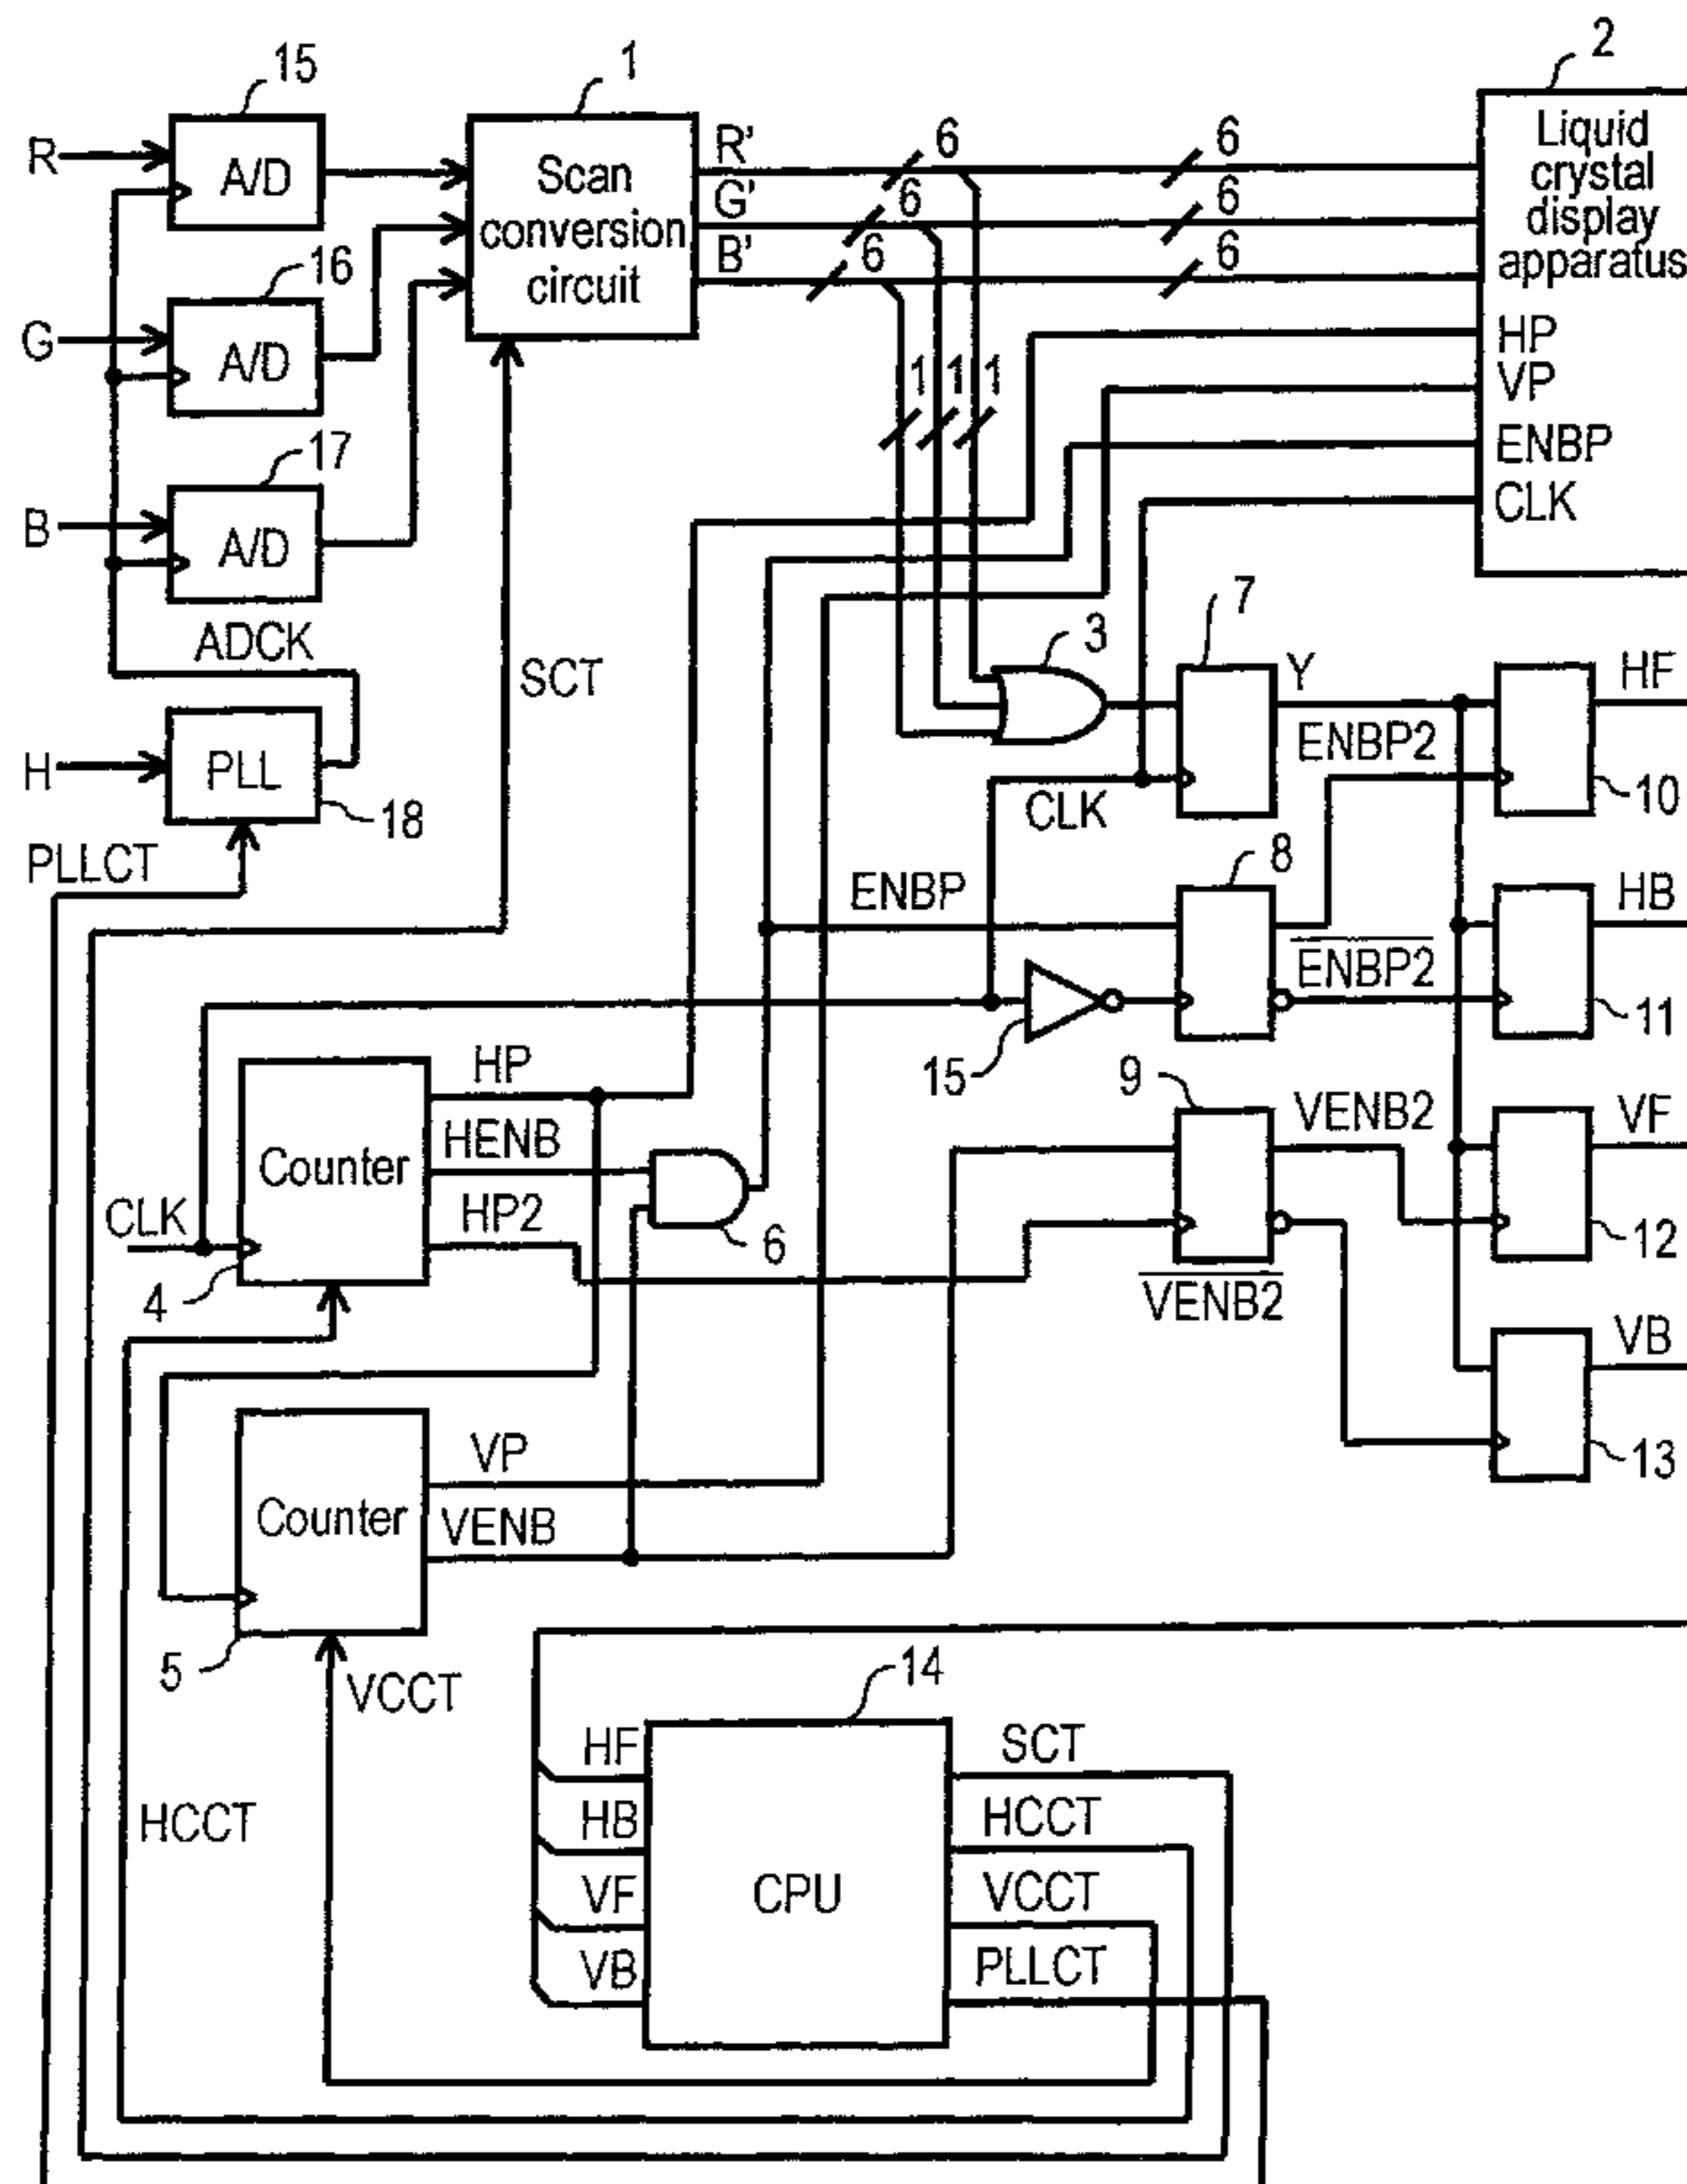 15
1
2
R
A/D
Scan
conversion
circuit
R'
6
6
G'
6
6
B'
6
6
Liquid
crystal
display
apparatus
16
G
A/D
1
1
1
HP
VP
ENBP
CLK
17
B
A/D
ADCK
SCT
3
7
Y
HF
H
PLL
18
CLK
ENBP2
10
PLLCT
ENBP
8
HB
ENBP2
11
15
HP
9
VENB2
VF
HENB
Counter
CLK
HP2
6
12
4
VENB2
VB
VP
Counter
VENB
13
5
VCCT
14
HF
SCT
HCCT
HB
HCCT
VF
CPU
VCCT
VB
PLLCT